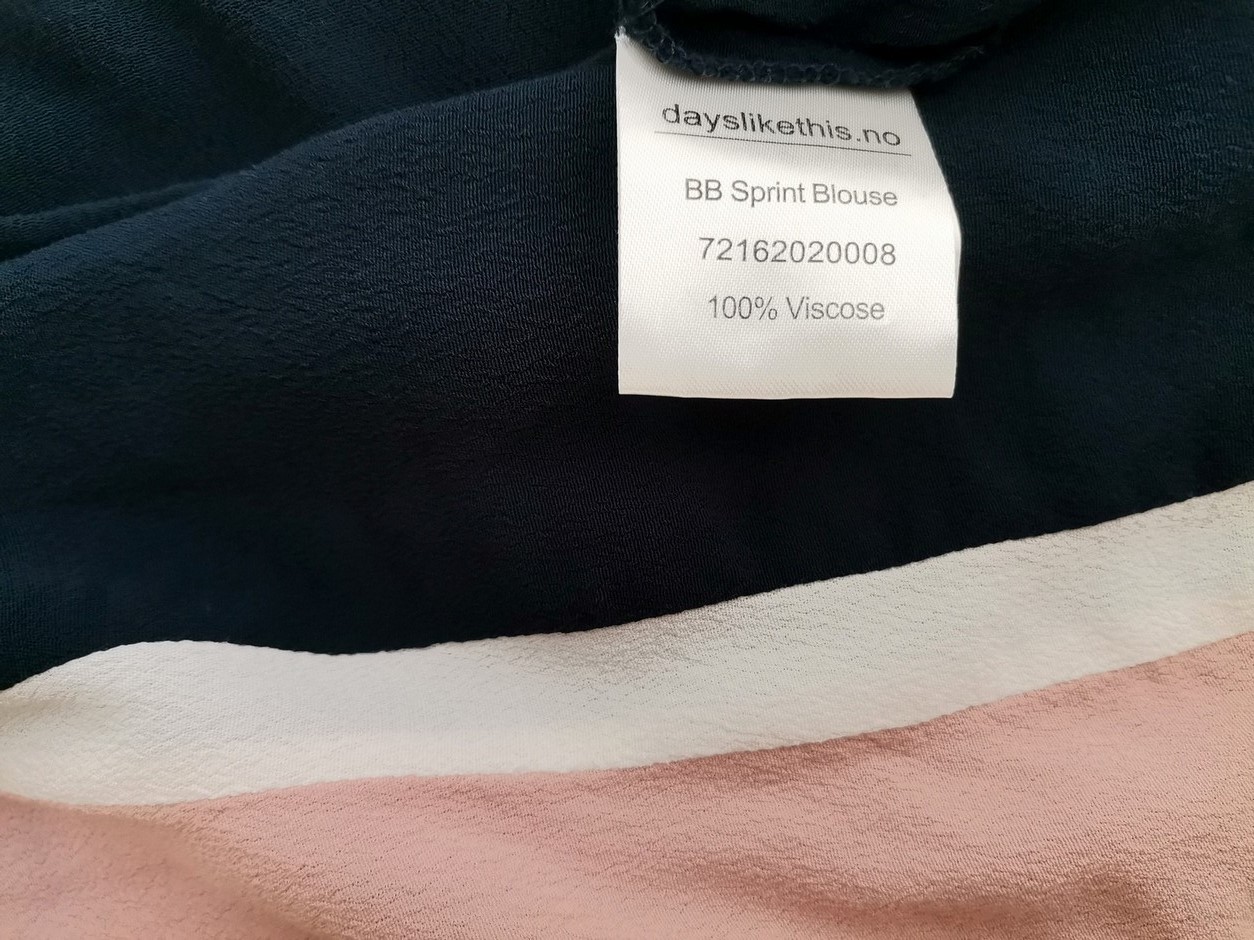 dayslikethis.no
BB Sprint Blouse
72162020008
100% Viscose